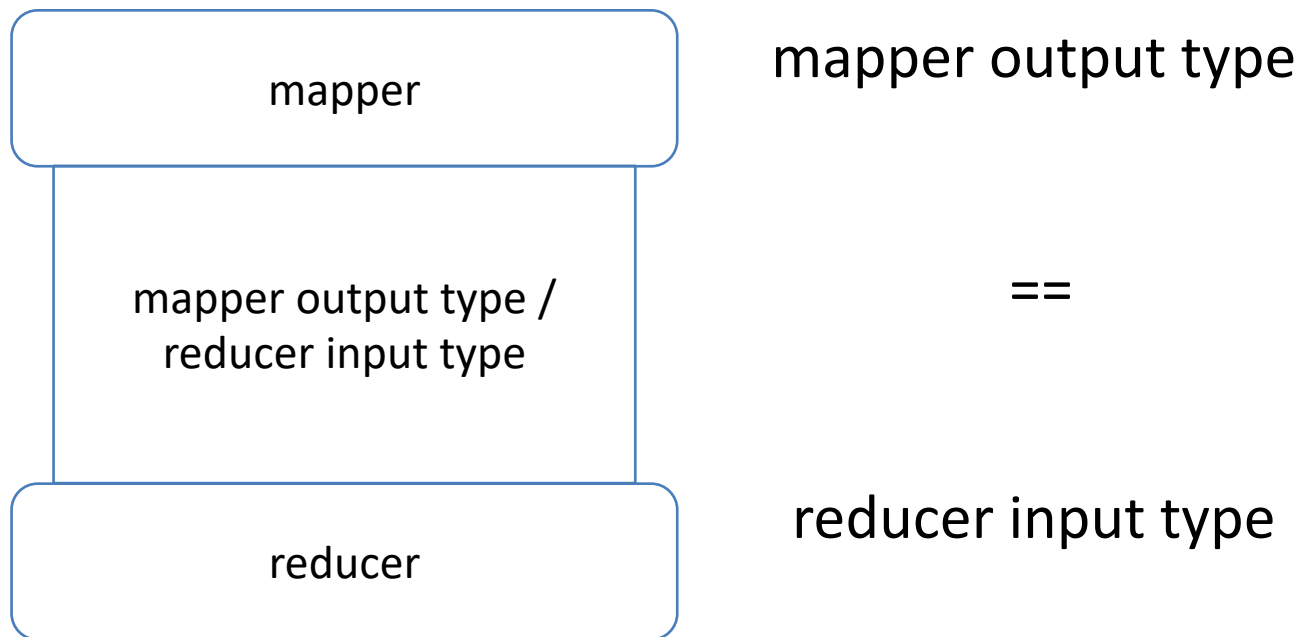 mapper
mapper output type /
reducer input type
reducer
mapper output type
==
reducer input type